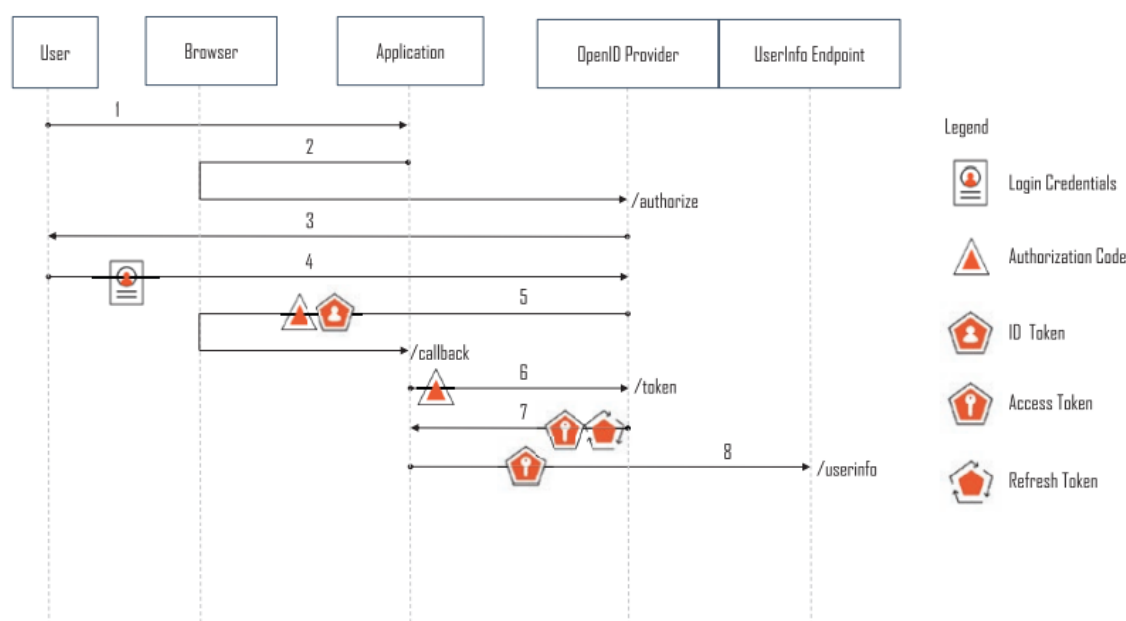 User
Browser
Application
OpenID Provider
UserInfo Endpoint
1
2
/authorize
3
4
5
/callback
6
/token
7
8
/userinfo
Legend
Login Credentials
Authorization Code
ID Token
Access Token
Refresh Token